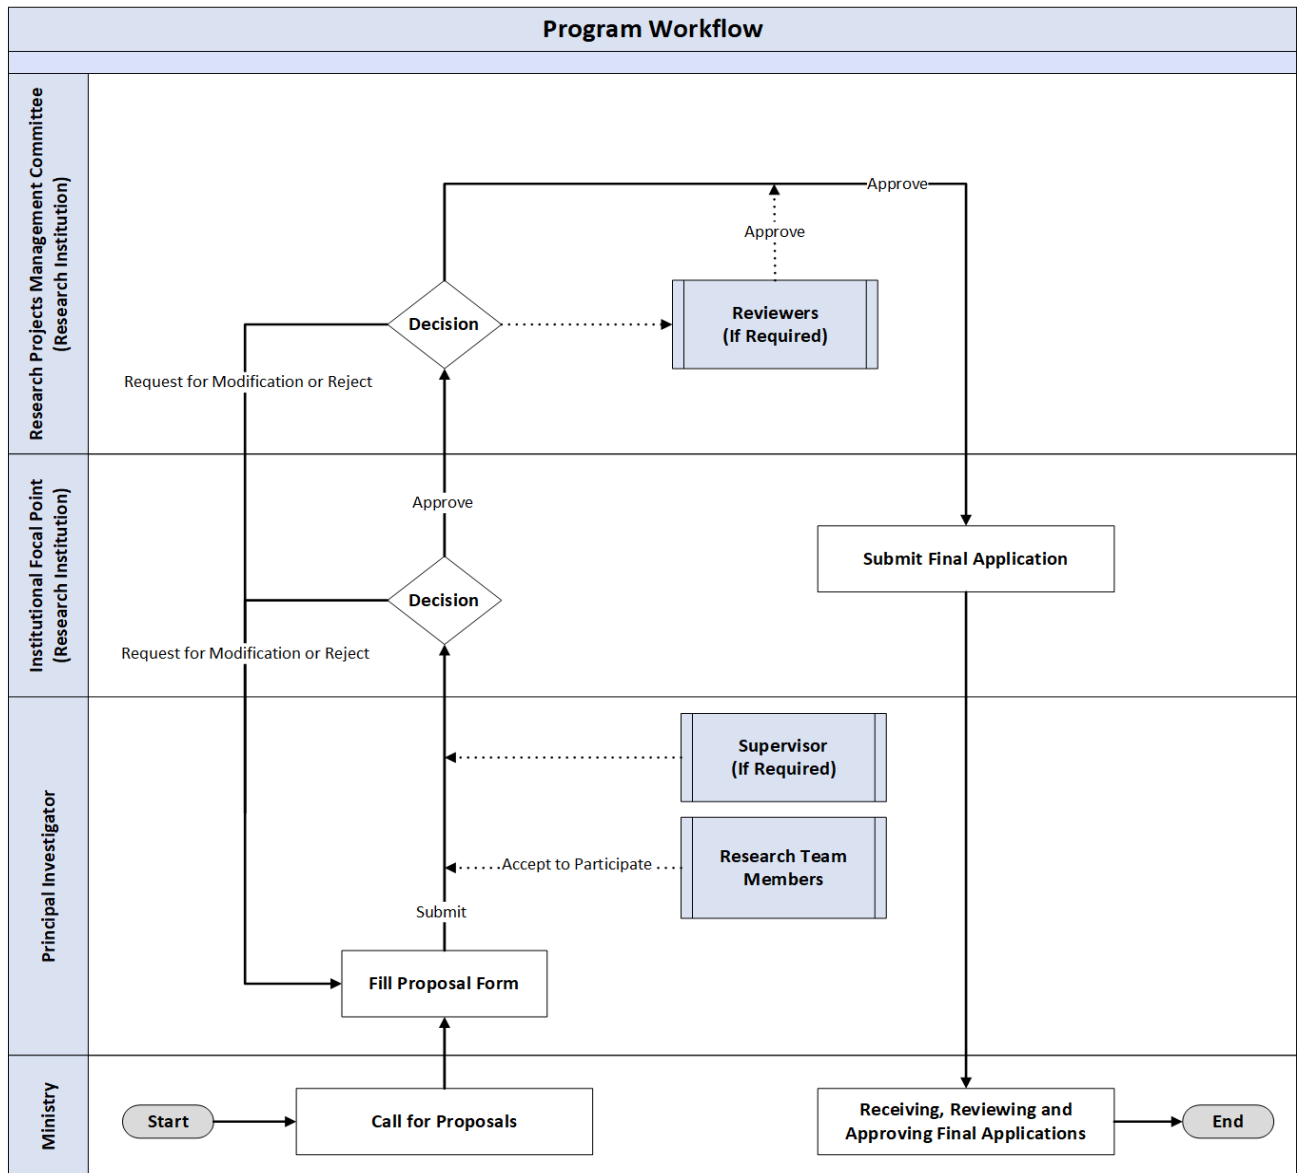 Program Workflow
Research Projects Management Committee
(Research Institution)
Approve
Approve
Reviewers
(If Required)
Decision
Request for Modification or Reject
Institutional Focal Point
(Research Institution)
Approve
Submit Final Application
Decision
Request for Modification or Reject
Principal Investigator
Supervisor
(If Required)
Accept to Participate
Research Team
Members
Submit
Fill Proposal Form
Ministry
Start
Call for Proposals
Receiving, Reviewing and
Approving Final Applications
End